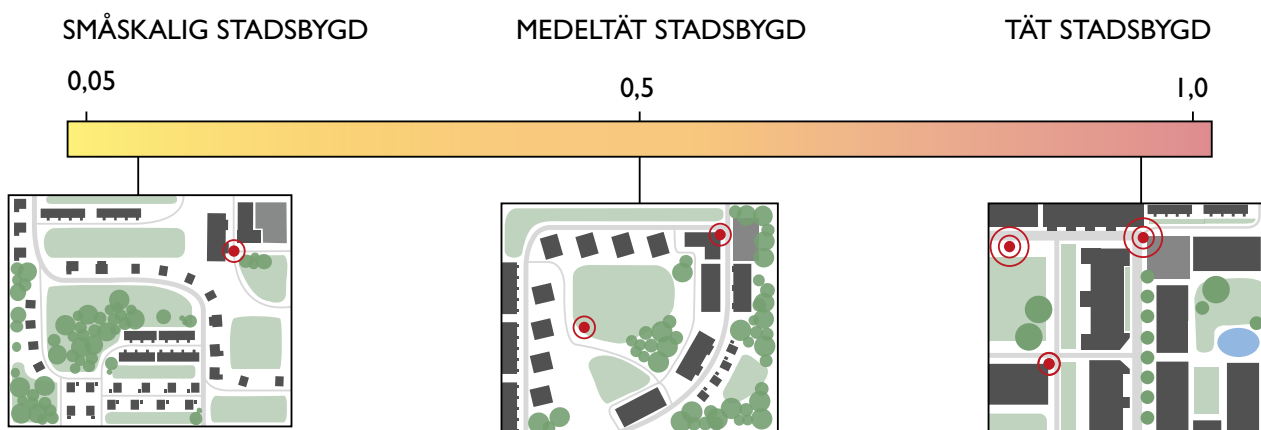 SMÅSKALIG STADSBYGD
MEDELTÄT STADSBYGD
TÄT STADSBYGD
0,05
0,5
1,0